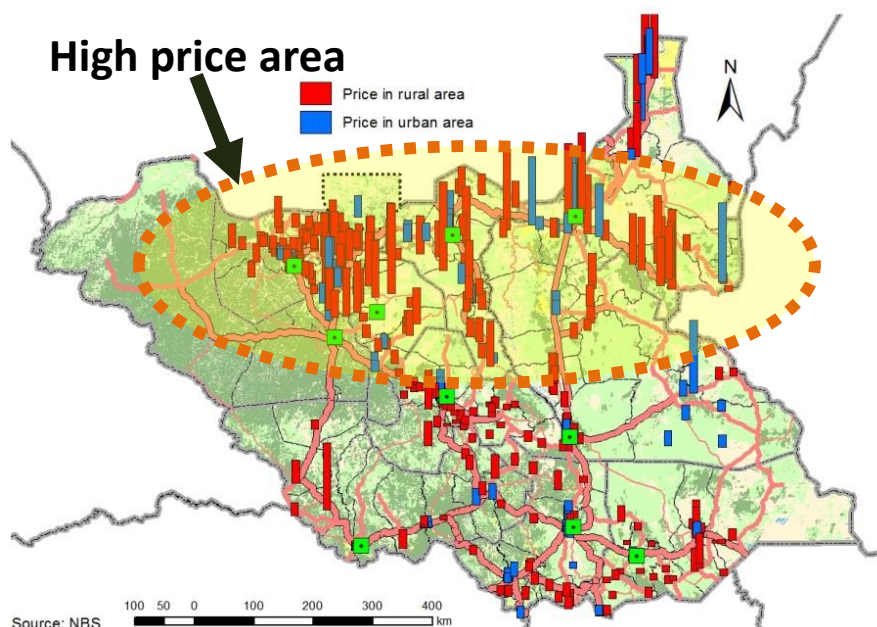 High price area
N
Price in rural area
Price in urban area
Source: NBS
100 50 0 100 200 300 400
km